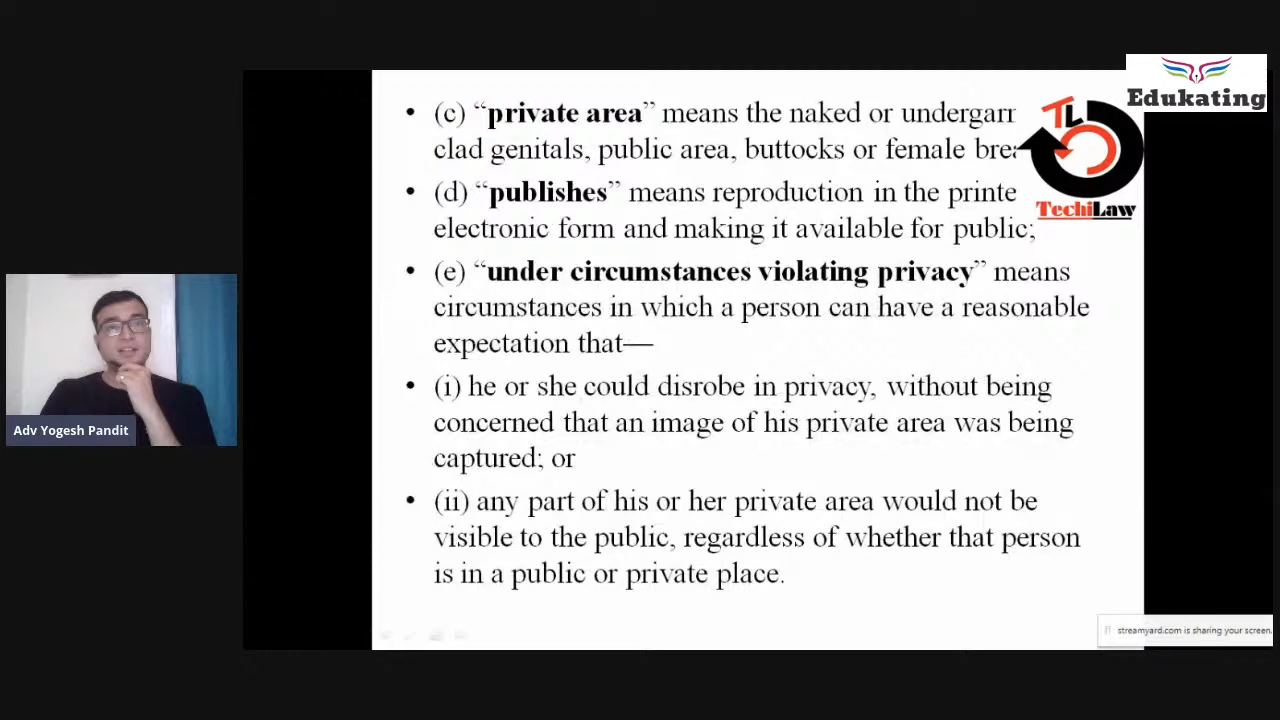 Edukating
• (c) “private area” means the naked or undergarr
clad genitals, public area, buttocks or female brea
• (d) “publishes” means reproduction in the printe
electronic form and making it available for public;
• (e) “under circumstances violating privacy” means
circumstances in which a person can have a reasonable
expectation that—
• (i) he or she could disrobe in privacy, without being
concerned that an image of his private area was being
captured; or
• (ii) any part of his or her private area would not be
visible to the public, regardless of whether that person
is in a public or private place.
TL
TechiLaw
Adv Yogesh Pandit
streamyard.com is sharing your screen.